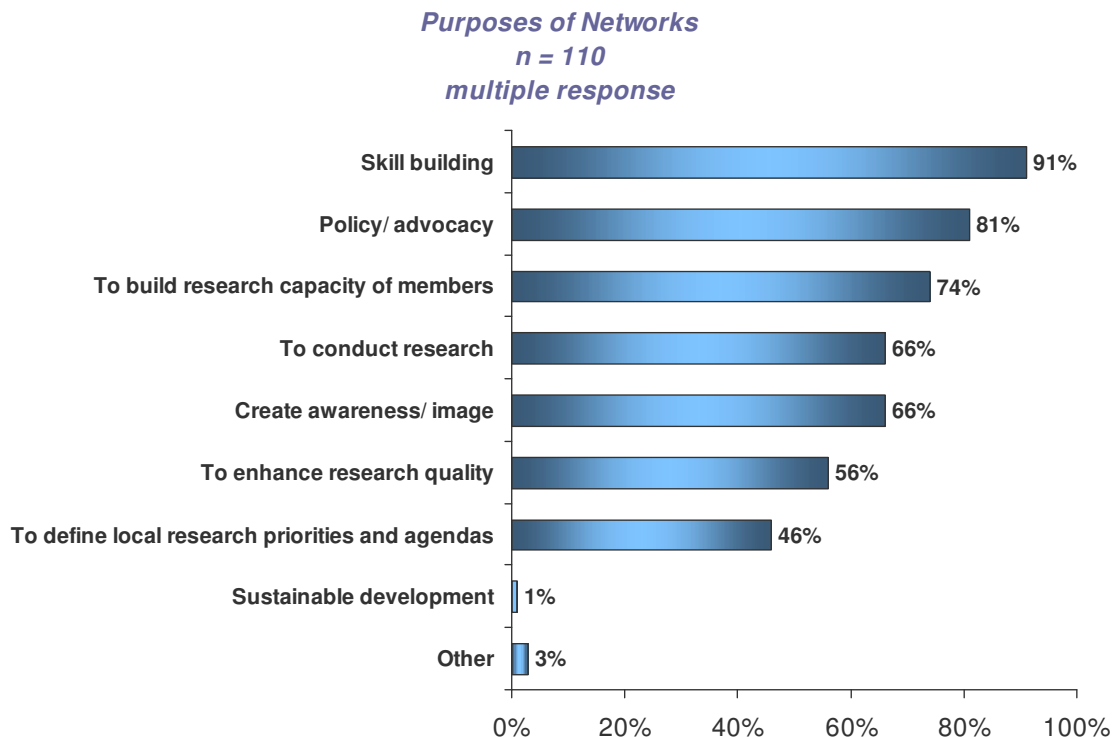 Purposes of Networks
n = 110
multiple response
Skill building 91%
Policy/ advocacy 81%
To build research capacity of members 74%
To conduct research 66%
Create awareness/ image 66%
To enhance research quality 56%
To define local research priorities and agendas 46%
Sustainable development 1%
Other 3%
0% 20% 40% 60% 80% 100%